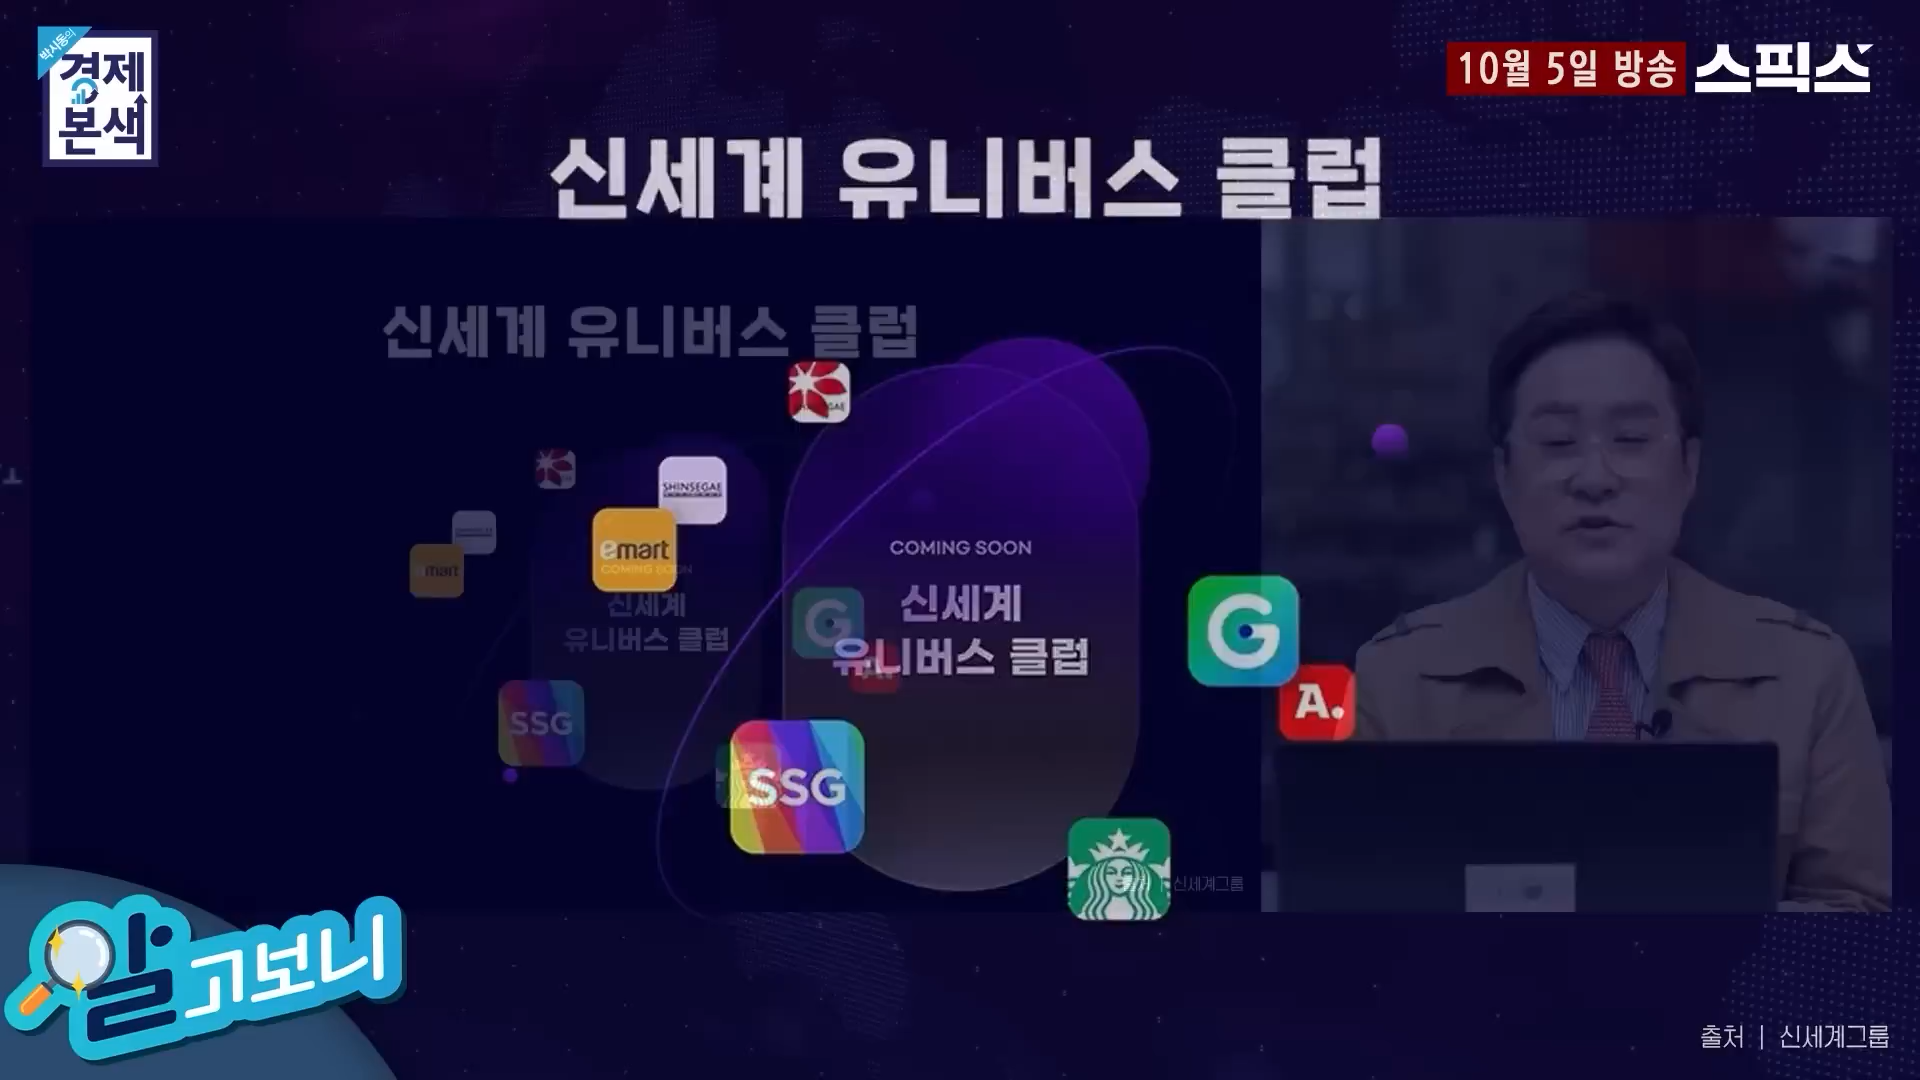 박시동의
경제
본색
10월 5일 방송
스픽스
신세계 유니버스 클럽
신세계 유니버스 클럽
SHINSEGAE
emart
COMING SOON
신세계
유니버스 클럽
mart
COMING SOON
신세계
유니버스 클럽
G
G
A.
SSG
SSG
신세계그룹
알고보니
출처 | 신세계그룹